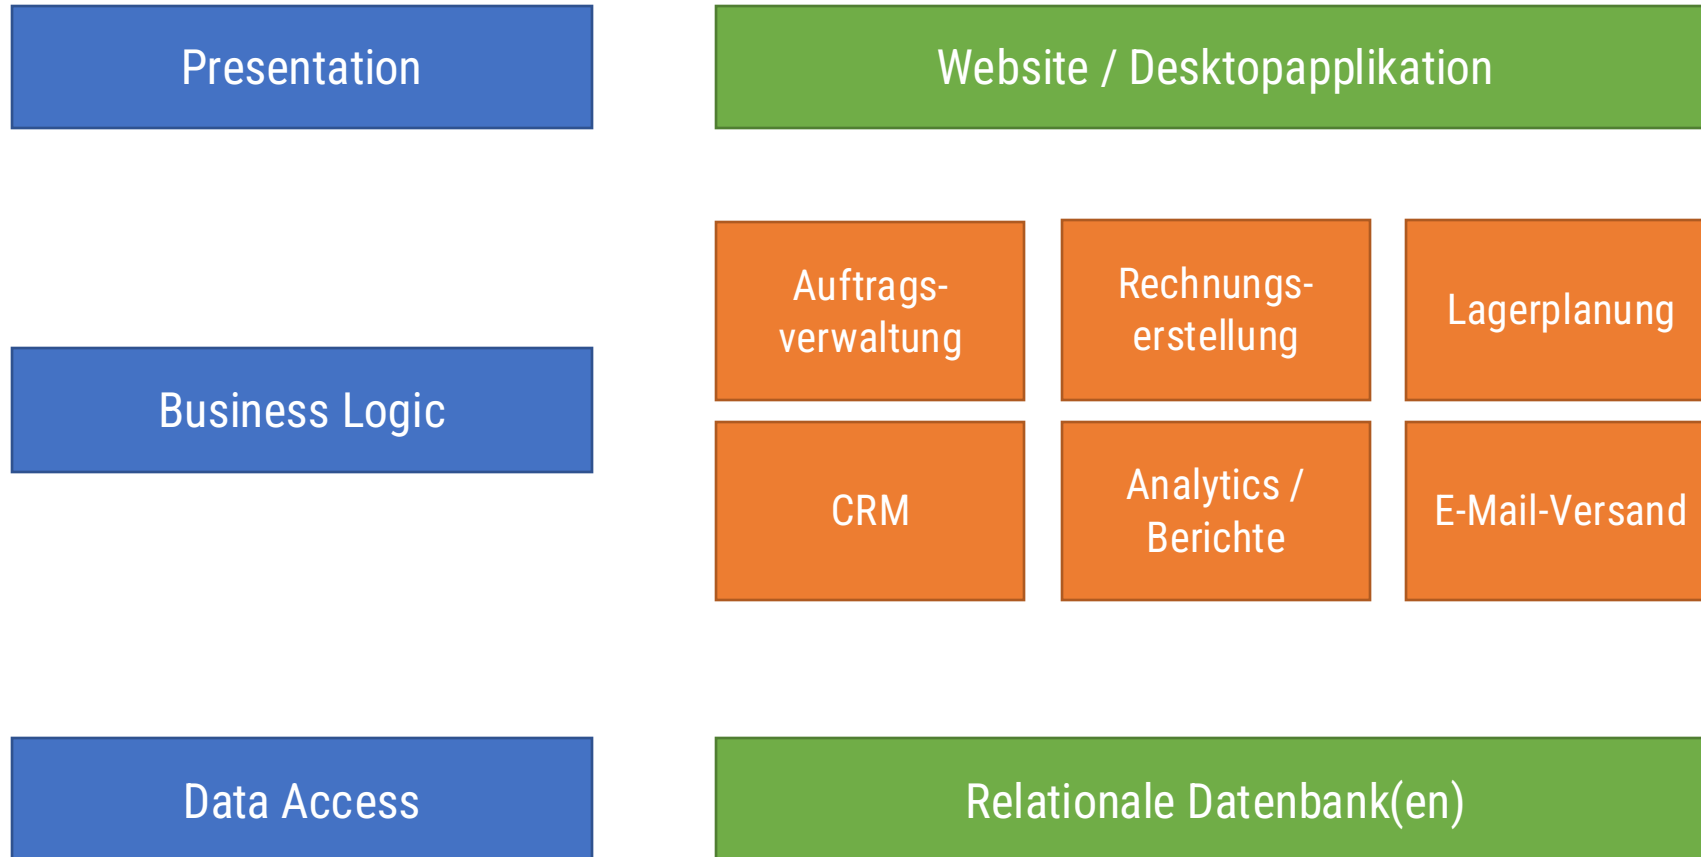 Presentation
Website / Desktopapplikation
Auftrags-
verwaltung
Rechnungs-
erstellung
Lagerplanung
Business Logic
CRM
Analytics /
Berichte
E-Mail-Versand
Data Access
Relationale Datenbank(en)